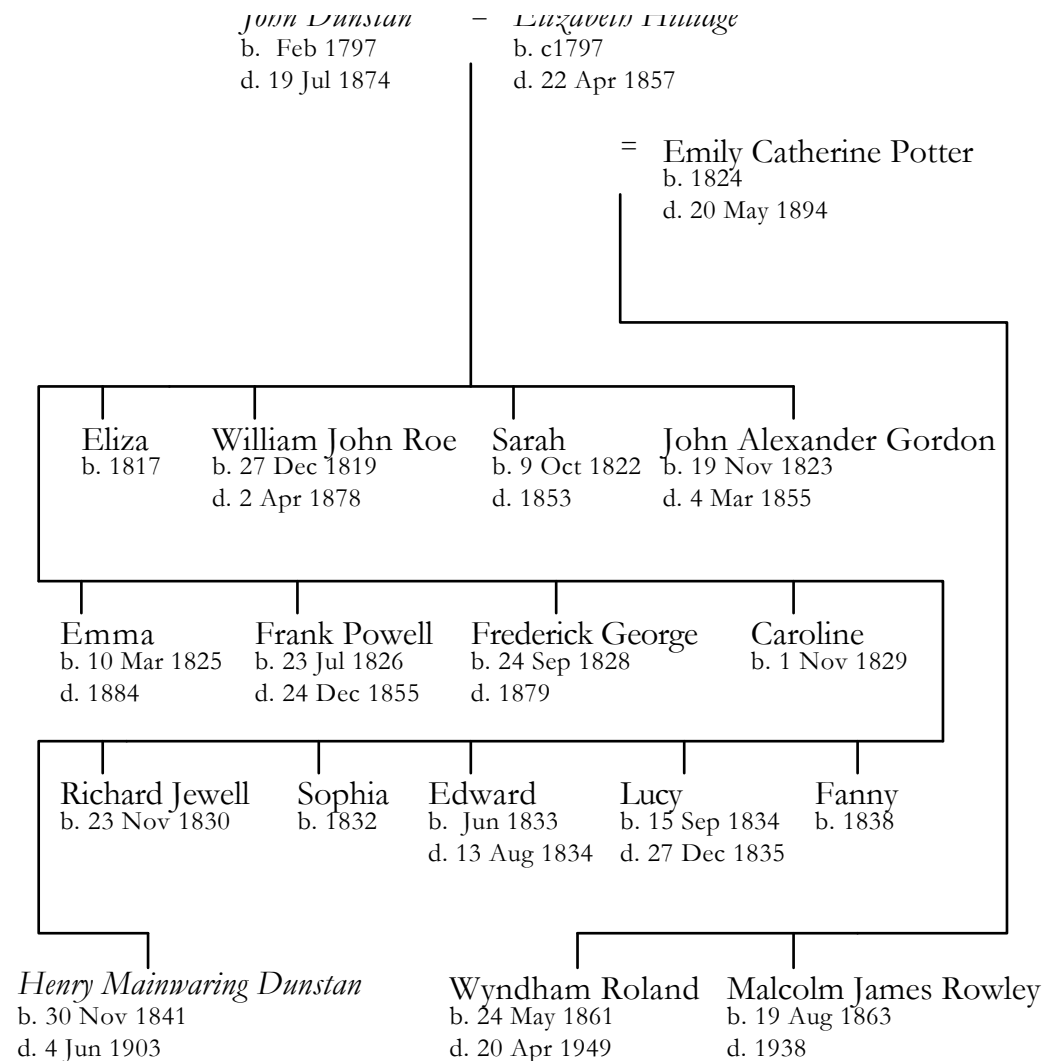 John Dunstan = Elizabeth Hillage
b. Feb 1797 b. c1797
d. 19 Jul 1874 d. 22 Apr 1857
= Emily Catherine Potter
b. 1824
d. 20 May 1894
Eliza William John Roe Sarah John Alexander Gordon
b. 1817 b. 27 Dec 1819 b. 9 Oct 1822 b. 19 Nov 1823
d. 2 Apr 1878 d. 1853 d. 4 Mar 1855
Emma Frank Powell Frederick George Caroline
b. 10 Mar 1825 b. 23 Jul 1826 b. 24 Sep 1828 b. 1 Nov 1829
d. 1884 d. 24 Dec 1855 d. 1879
Richard Jewell Sophia Edward Lucy Fanny
b. 23 Nov 1830 b. 1832 b. Jun 1833 b. 15 Sep 1834 b. 1838
d. 13 Aug 1834 d. 27 Dec 1835
Henry Mainwaring Dunstan Wyndham Roland Malcolm James Rowley
b. 30 Nov 1841 b. 24 May 1861 b. 19 Aug 1863
d. 4 Jun 1903 d. 20 Apr 1949 d. 1938